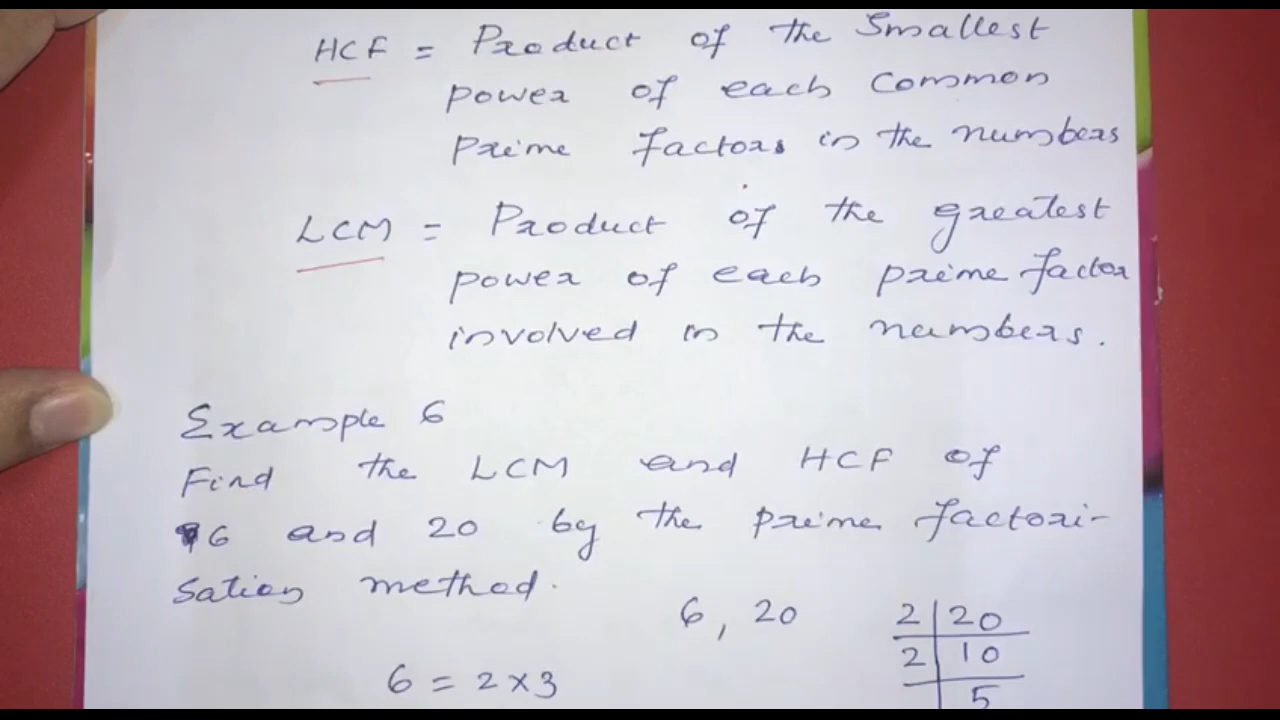 HCF = Product of the Smallest
power of each Common
prime factors in the numbers
LCM = Product of the greatest
power of each prime factor
involved in the numbers.
Example 6
Find the LCM and HCF of
6 and 20 by the prime factori-
sation method.
6, 20
2 | 20
2 | 10
5
6 = 2 × 3